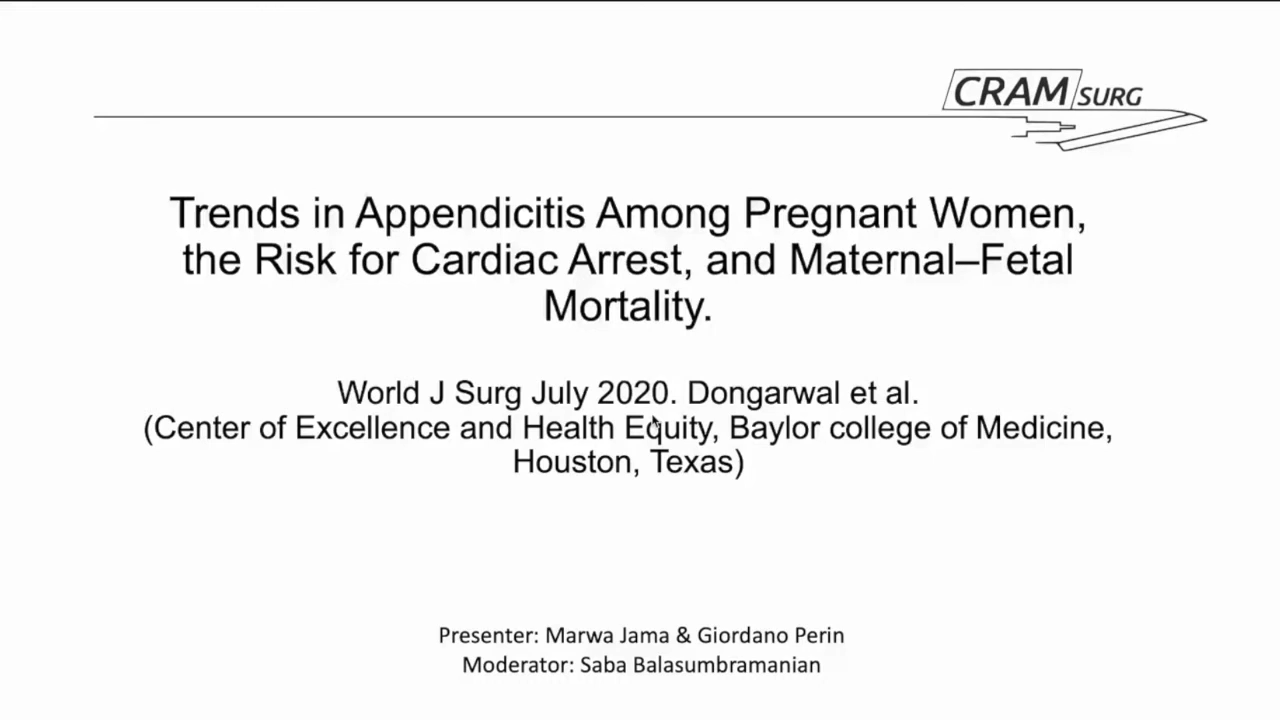 CRAM SURG
Trends in Appendicitis Among Pregnant Women,
the Risk for Cardiac Arrest, and Maternal–Fetal
Mortality.
World J Surg July 2020. Dongarwal et al.
(Center of Excellence and Health Equity, Baylor college of Medicine,
Houston, Texas)
Presenter: Marwa Jama & Giordano Perin
Moderator: Saba Balasumbramanian